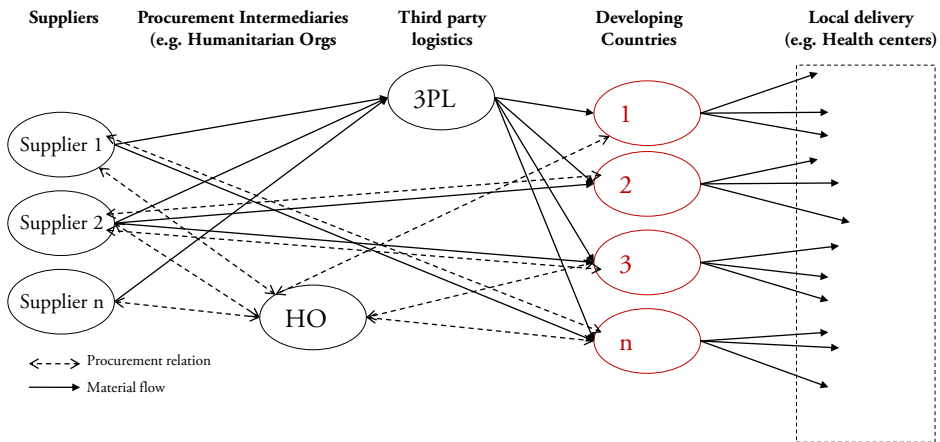 Suppliers
Procurement Intermediaries
(e.g. Humanitarian Orgs
Third party
logistics
Developing
Countries
Local delivery
(e.g. Health centers)
3PL
1
Supplier 1
2
Supplier 2
3
Supplier n
HO
n
Procurement relation
Material flow